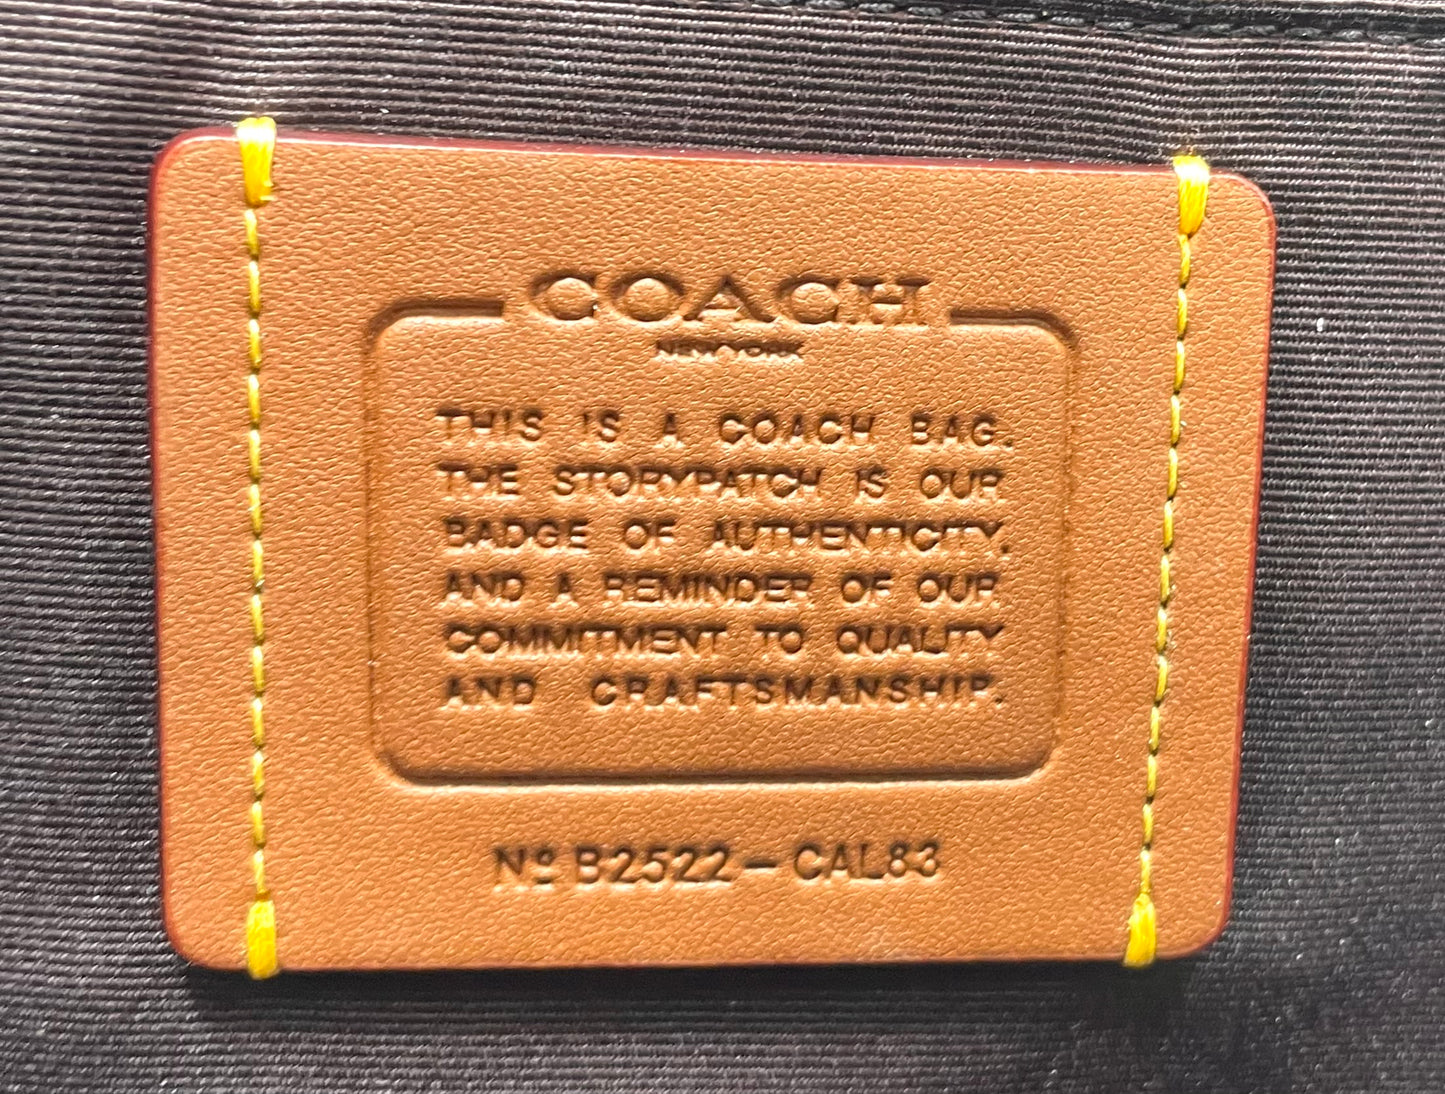 COACH
NEW YORK
THIS IS A COACH BAG.
THE STORYPATCH IS OUR
BADGE OF AUTHENTICITY,
AND A REMINDER OF OUR
COMMITMENT TO QUALITY
AND CRAFTSMANSHIP.
Nº B2522-CAL83